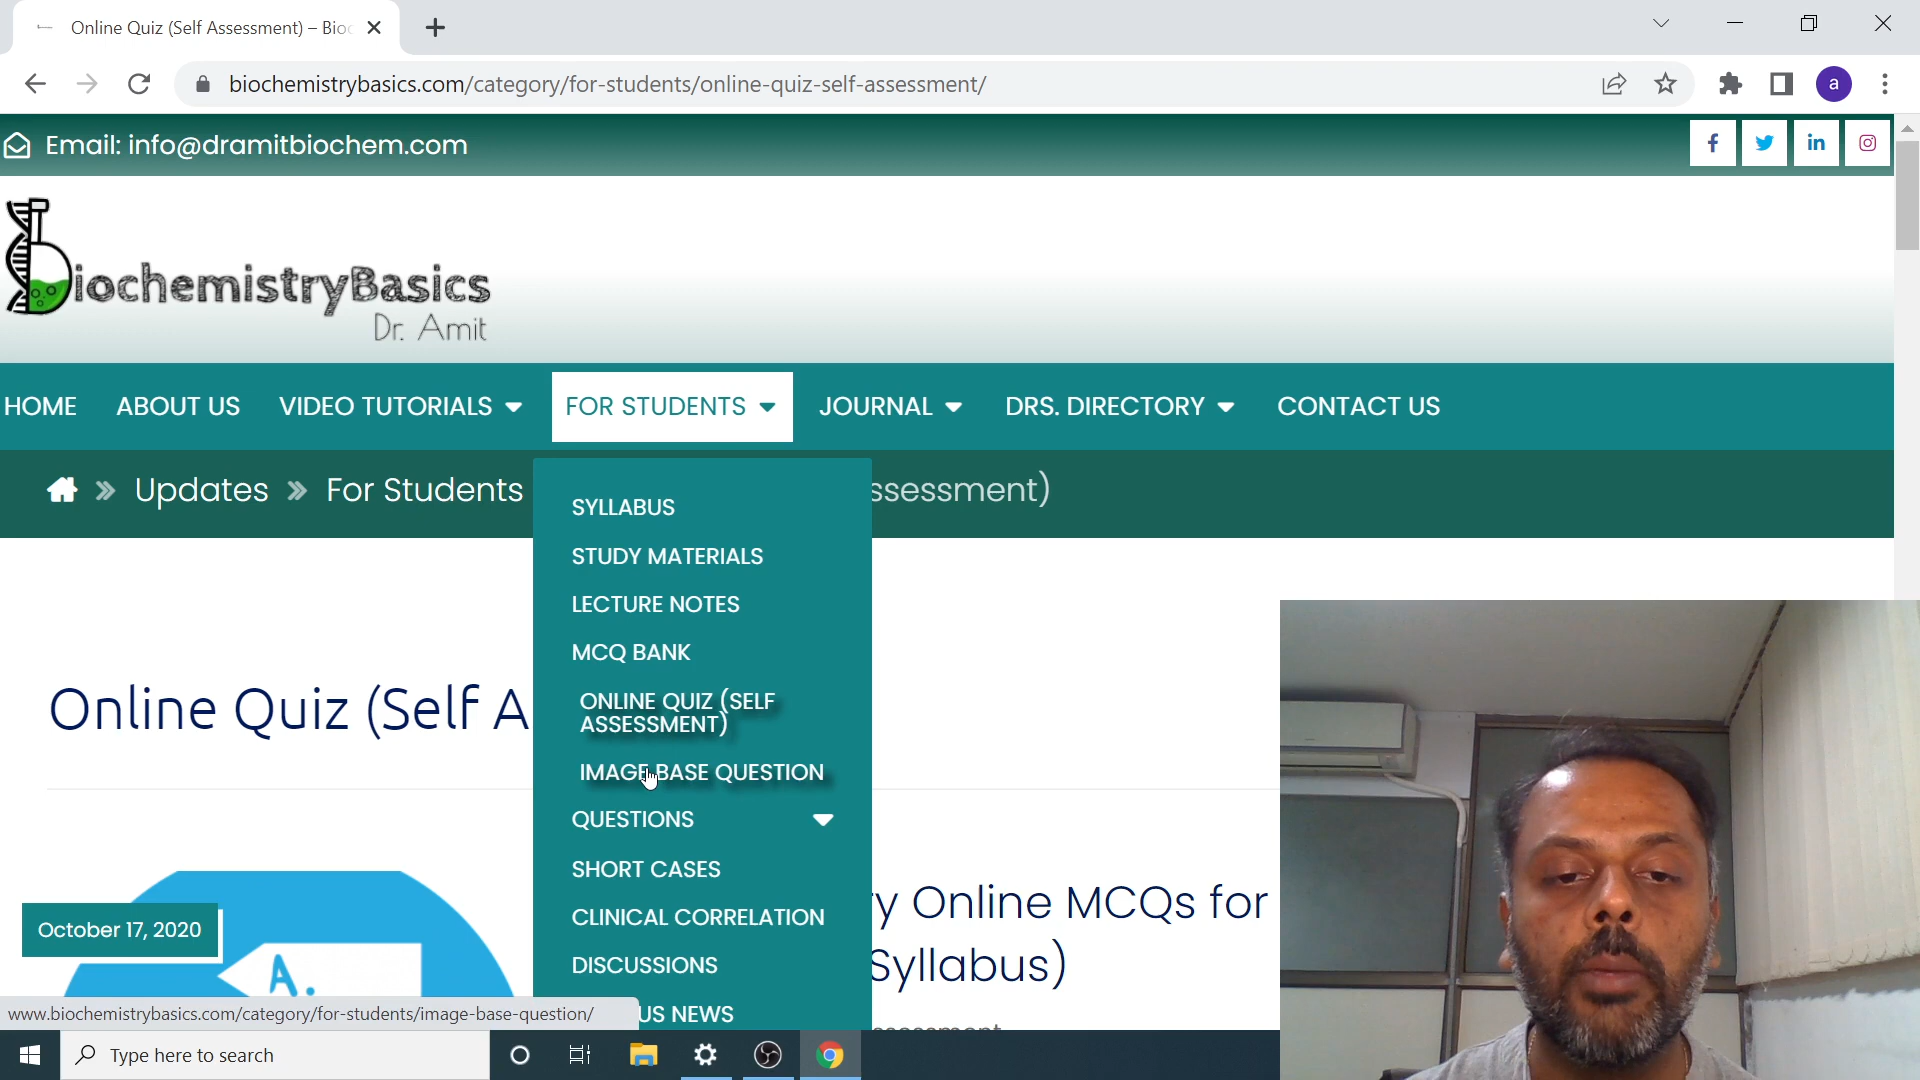 Online Quiz (Self Assessment) – Bio
biochemistrybasics.com/category/for-students/online-quiz-self-assessment/
a
Email: info@dramitbiochem.com
f
in
biochemistryBasics
Dr. Amit
HOME
ABOUT US
VIDEO TUTORIALS
FOR STUDENTS
JOURNAL
DRS. DIRECTORY
CONTACT US
Updates » For Students
ssessment)
SYLLABUS
STUDY MATERIALS
LECTURE NOTES
MCQ BANK
ONLINE QUIZ (SELF
ASSESSMENT)
IMAGE BASE QUESTION
QUESTIONS
SHORT CASES
CLINICAL CORRELATION
DISCUSSIONS
US NEWS
Online Quiz (Self A
October 17, 2020
A.
y Online MCQs for
Syllabus)
www.biochemistrybasics.com/category/for-students/image-base-question/
Type here to search